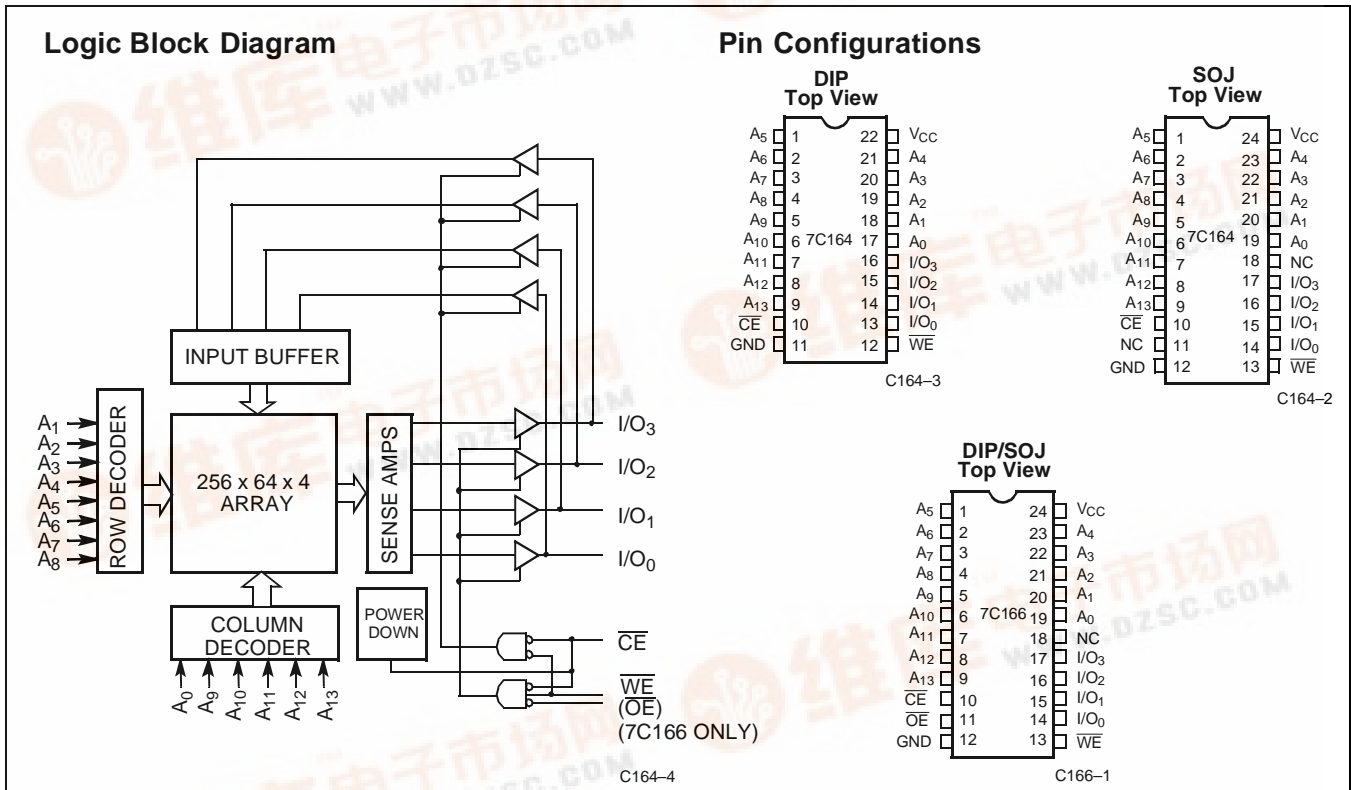 Logic Block Diagram
INPUT BUFFER
A1
A2
A3
A4
A5
A6
A7
A8
ROW DECODER
256 x 64 x 4
ARRAY
SENSE AMPS
I/O3
I/O2
I/O1
I/O0
COLUMN
DECODER
POWER
DOWN
A0
A9
A10
A11
A12
A13
CE
WE
(OE)
(7C166 ONLY)
C164–4
Pin Configurations
DIP
Top View
A5 1 22 VCC
A6 2 21 A4
A7 3 20 A3
A8 4 19 A2
A9 5 18 A1
A10 6 7C164 17 A0
A11 7 16 I/O3
A12 8 15 I/O2
A13 9 14 I/O1
CE 10 13 I/O0
GND 11 12 WE
C164–3
SOJ
Top View
A5 1 24 VCC
A6 2 23 A4
A7 3 22 A3
A8 4 21 A2
A9 5 20 A1
A10 6 7C164 19 A0
A11 7 18 NC
A12 8 17 I/O3
A13 9 16 I/O2
CE 10 15 I/O1
NC 11 14 I/O0
GND 12 13 WE
C164–2
DIP/SOJ
Top View
A5 1 24 VCC
A6 2 23 A4
A7 3 22 A3
A8 4 21 A2
A9 5 20 A1
A10 6 7C166 19 A0
A11 7 18 NC
A12 8 17 I/O3
A13 9 16 I/O2
CE 10 15 I/O1
OE 11 14 I/O0
GND 12 13 WE
C166–1
维库电子市场网
WWW.DZSC.COM